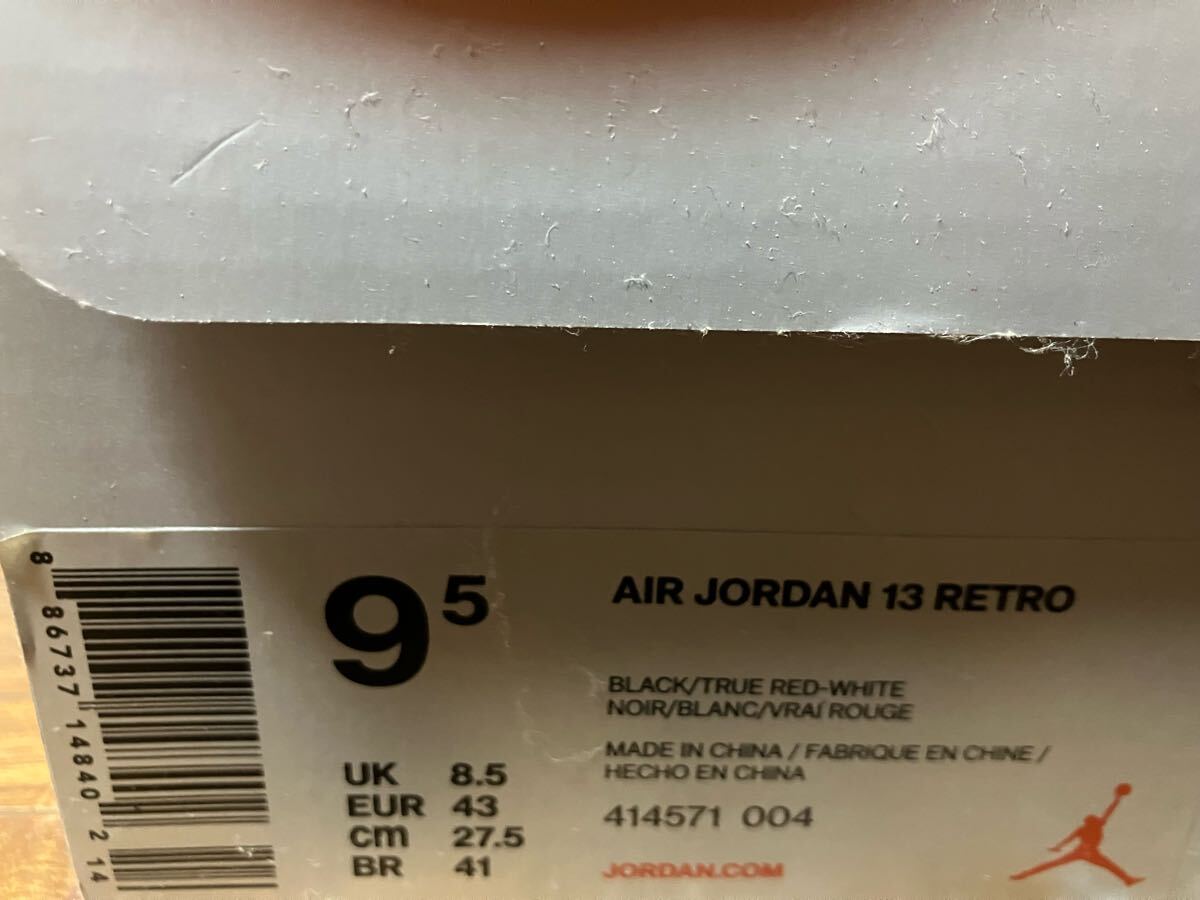 8 86737 14840 2 14
9 5
UK 8.5
EUR 43
cm 27.5
BR 41
AIR JORDAN 13 RETRO
BLACK/TRUE RED-WHITE
NOIR/BLANC/VRAI ROUGE
MADE IN CHINA / FABRIQUE EN CHINE /
HECHO EN CHINA
414571 004
JORDAN.COM